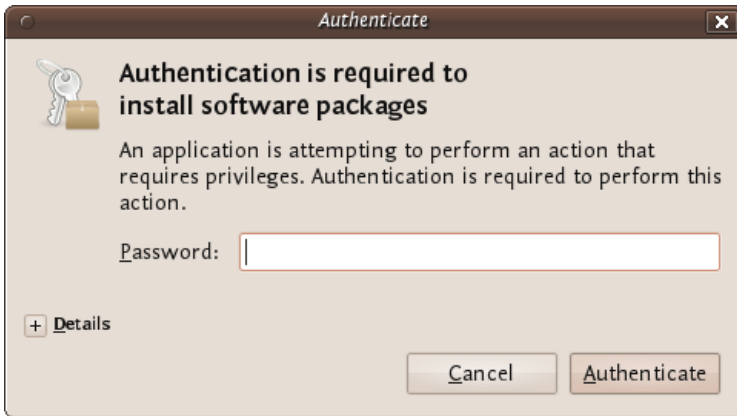 Authenticate
Authentication is required to
install software packages
An application is attempting to perform an action that
requires privileges. Authentication is required to perform this
action.
Password:
Details
Cancel
Authenticate